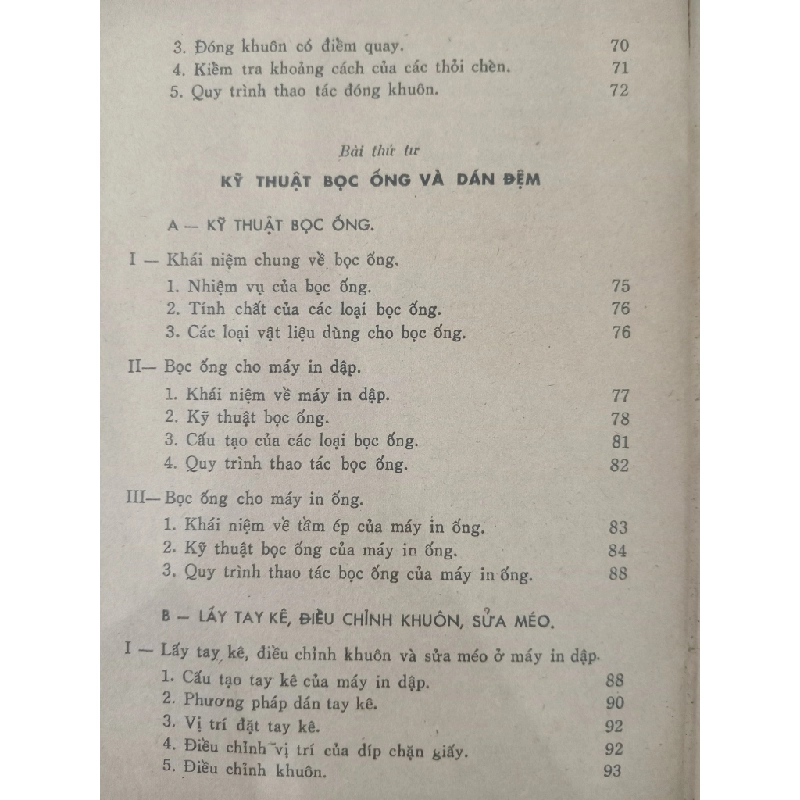 3. Đóng khuôn có điềm quay. 70
4. Kiềm tra khoảng cách của các thỏi chèn. 71
5. Quy trình thao tác đóng khuôn. 72
Bài thứ tư
KỸ THUẬT BỌC ỐNG VÀ DÁN ĐỆM
A — KỸ THUẬT BỌC ỐNG.
I — Khái niệm chung về bọc ống.
1. Nhiệm vụ của bọc ống. 75
2. Tính chất của các loại bọc ống. 76
3. Các loại vật liệu dùng cho bọc ống. 76
II— Bọc ống cho máy in dập.
1. Khái niệm về máy in dập. 77
2. Kỹ thuật bọc ống. 78
3. Cấu tạo của các loại bọc ống. 81
4. Quy trình thao tác bọc ống. 82
III— Bọc ống cho máy in ống.
1. Khái niệm về tầm ép của máy in ống. 83
2. Kỹ thuật bọc ống của máy in ống. 84
3. Quy trình thao tác bọc ống của máy in ống. 88
B — LẤY TAY KÊ, ĐIỀU CHỈNH KHUÔN, SỬA MÉO.
I — Lấy tay kê, điều chỉnh khuôn và sửa méo ở máy in dập.
1. Cấu tạo tay kê của máy in dập. 88
2. Phương pháp dán tay kê. 90
3. Vị trí đặt tay kê. 92
4. Điều chỉnh vị trí của díp chặn giấy. 92
5. Điều chỉnh khuôn. 93